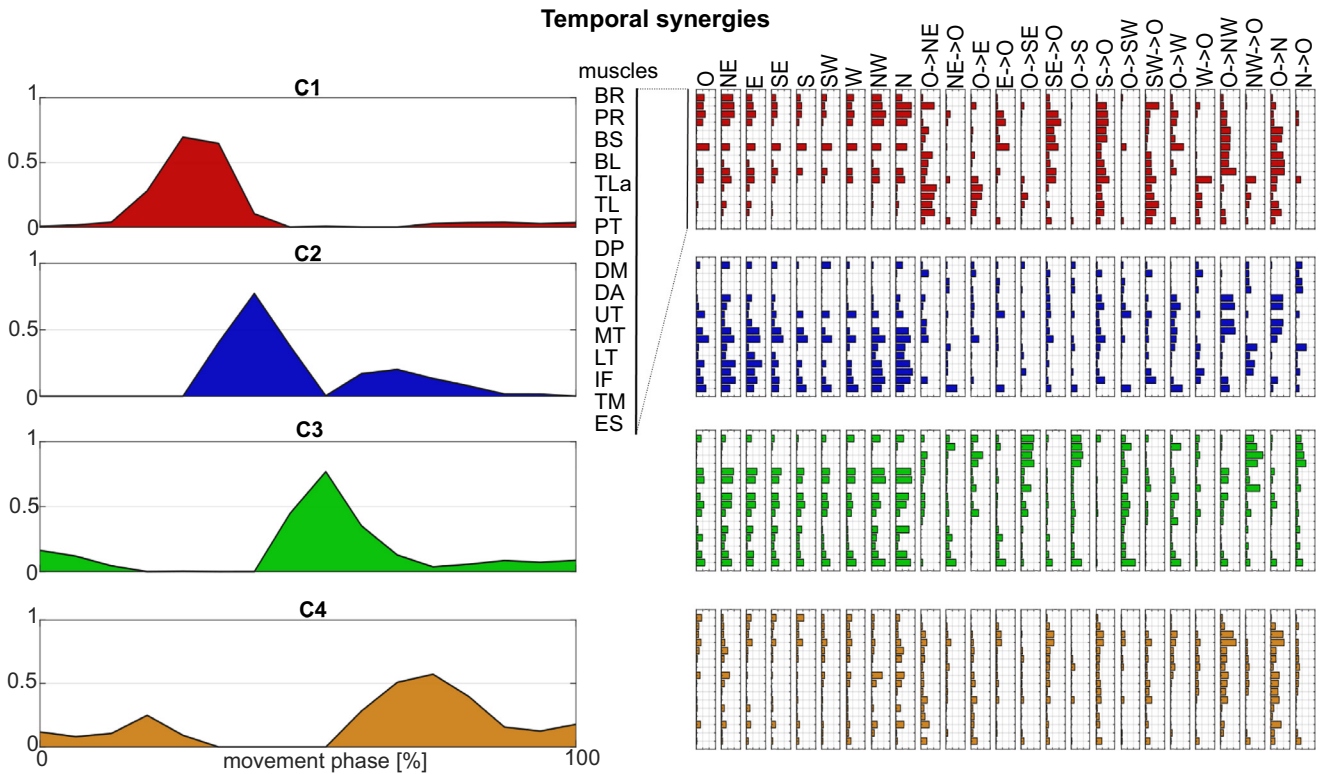 Temporal synergies
C1
1
0.5
0
C2
1
0.5
0
C3
1
0.5
0
C4
1
0.5
0
0
100
movement phase [%]
muscles
BR
PR
BS
BL
TLa
TL
PT
DP
DM
DA
UT
MT
LT
IF
TM
ES
O
NE
E
SE
S
SW
W
NW
N
O->NE
NE->O
O->E
E->O
O->SE
SE->O
O->S
S->O
O->SW
SW->O
O->W
W->O
O->NW
NW->O
O->N
N->O